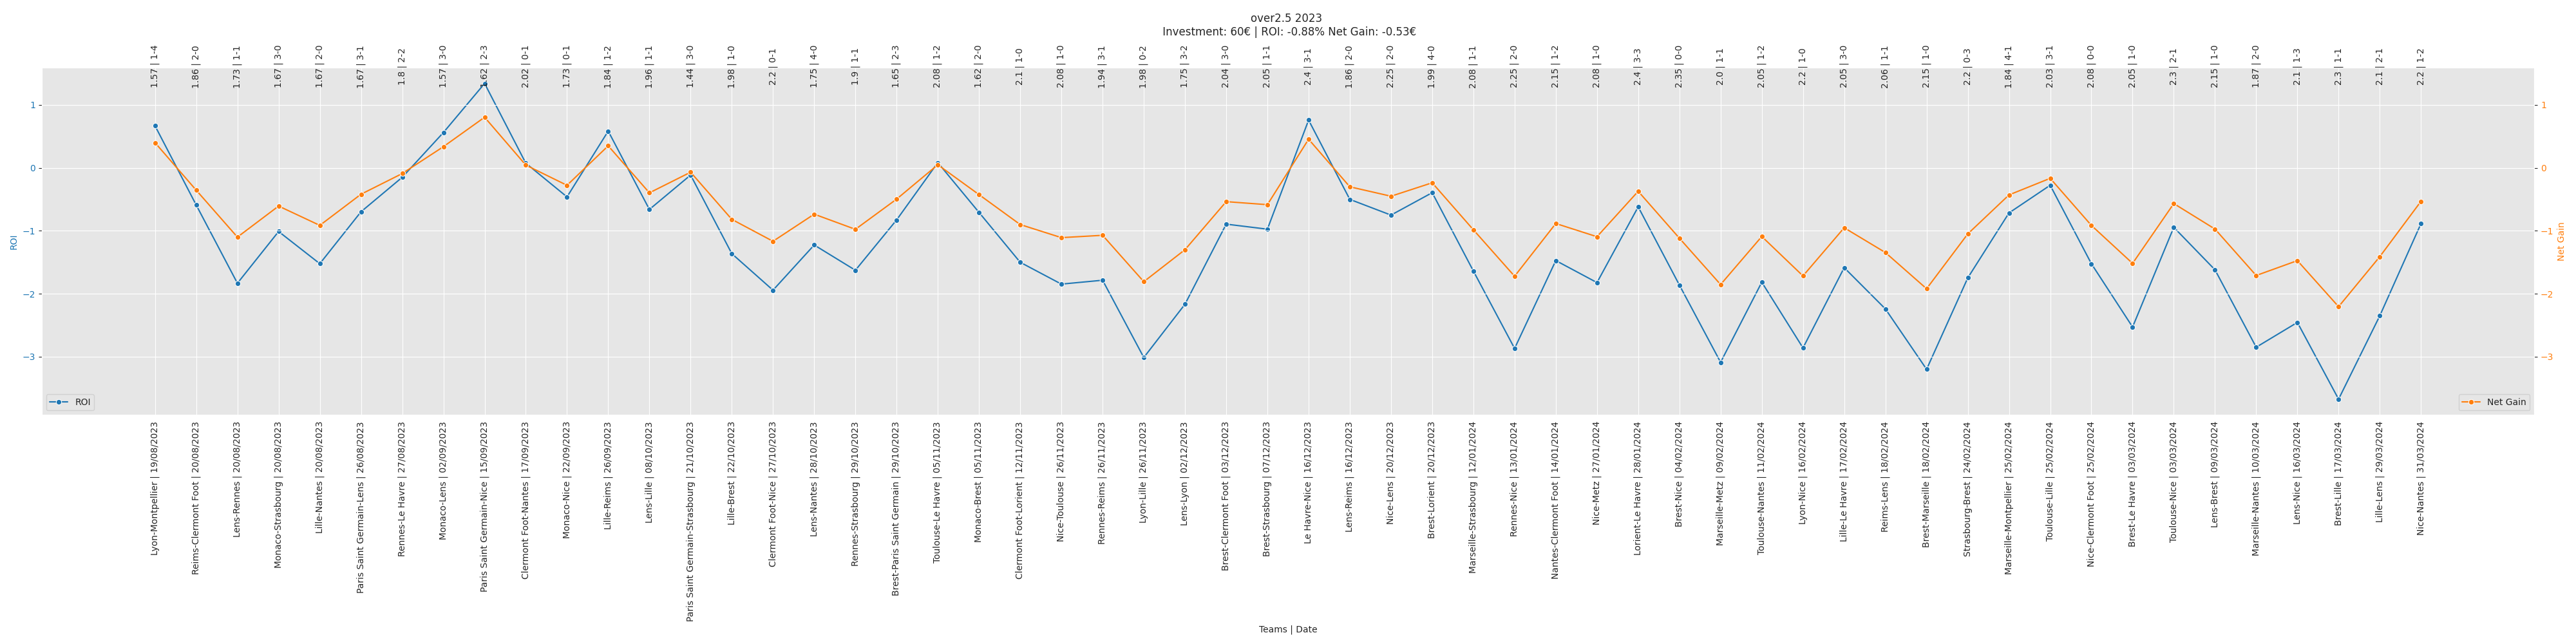 over2.5 2023
Investment: 60€ | ROI: -0.88% Net Gain: -0.53€
1.57 | 1-4
1.86 | 2-0
1.73 | 1-1
1.67 | 3-0
1.67 | 2-0
1.67 | 3-1
1.8 | 2-2
1.57 | 3-0
1.62 | 2-3
2.02 | 0-1
1.73 | 0-1
1.84 | 1-2
1.96 | 1-1
1.44 | 3-0
1.98 | 1-0
2.2 | 0-1
1.75 | 4-0
1.9 | 1-1
1.65 | 2-3
2.08 | 1-2
1.62 | 2-0
2.1 | 1-0
2.08 | 1-0
1.94 | 3-1
1.98 | 0-2
1.75 | 3-2
2.04 | 3-0
2.05 | 1-1
2.4 | 3-1
1.86 | 2-0
2.25 | 2-0
1.99 | 4-0
2.08 | 1-1
2.25 | 2-0
2.15 | 1-2
2.08 | 1-0
2.4 | 3-3
2.35 | 0-0
2.0 | 1-1
2.05 | 1-2
2.2 | 1-0
2.05 | 3-0
2.06 | 1-1
2.15 | 1-0
2.2 | 0-3
1.84 | 4-1
2.03 | 3-1
2.08 | 0-0
2.05 | 1-0
2.3 | 2-1
2.15 | 1-0
1.87 | 2-0
2.1 | 1-3
2.3 | 1-1
2.1 | 2-1
2.2 | 1-2
1
0
−1
−2
−3
ROI
1
0
−1
−2
−3
Net Gain
ROI
Net Gain
Lyon-Montpellier | 19/08/2023
Reims-Clermont Foot | 20/08/2023
Lens-Rennes | 20/08/2023
Monaco-Strasbourg | 20/08/2023
Lille-Nantes | 20/08/2023
Paris Saint Germain-Lens | 26/08/2023
Rennes-Le Havre | 27/08/2023
Monaco-Lens | 02/09/2023
Paris Saint Germain-Nice | 15/09/2023
Clermont Foot-Nantes | 17/09/2023
Monaco-Nice | 22/09/2023
Lille-Reims | 26/09/2023
Lens-Lille | 08/10/2023
Paris Saint Germain-Strasbourg | 21/10/2023
Lille-Brest | 22/10/2023
Clermont Foot-Nice | 27/10/2023
Lens-Nantes | 28/10/2023
Rennes-Strasbourg | 29/10/2023
Brest-Paris Saint Germain | 29/10/2023
Toulouse-Le Havre | 05/11/2023
Monaco-Brest | 05/11/2023
Clermont Foot-Lorient | 12/11/2023
Nice-Toulouse | 26/11/2023
Rennes-Reims | 26/11/2023
Lyon-Lille | 26/11/2023
Lens-Lyon | 02/12/2023
Brest-Clermont Foot | 03/12/2023
Brest-Strasbourg | 07/12/2023
Le Havre-Nice | 16/12/2023
Lens-Reims | 16/12/2023
Nice-Lens | 20/12/2023
Brest-Lorient | 20/12/2023
Marseille-Strasbourg | 12/01/2024
Rennes-Nice | 13/01/2024
Nantes-Clermont Foot | 14/01/2024
Nice-Metz | 27/01/2024
Lorient-Le Havre | 28/01/2024
Brest-Nice | 04/02/2024
Marseille-Metz | 09/02/2024
Toulouse-Nantes | 11/02/2024
Lyon-Nice | 16/02/2024
Lille-Le Havre | 17/02/2024
Reims-Lens | 18/02/2024
Brest-Marseille | 18/02/2024
Strasbourg-Brest | 24/02/2024
Marseille-Montpellier | 25/02/2024
Toulouse-Lille | 25/02/2024
Nice-Clermont Foot | 25/02/2024
Brest-Le Havre | 03/03/2024
Toulouse-Nice | 03/03/2024
Lens-Brest | 09/03/2024
Marseille-Nantes | 10/03/2024
Lens-Nice | 16/03/2024
Brest-Lille | 17/03/2024
Lille-Lens | 29/03/2024
Nice-Nantes | 31/03/2024
Teams | Date